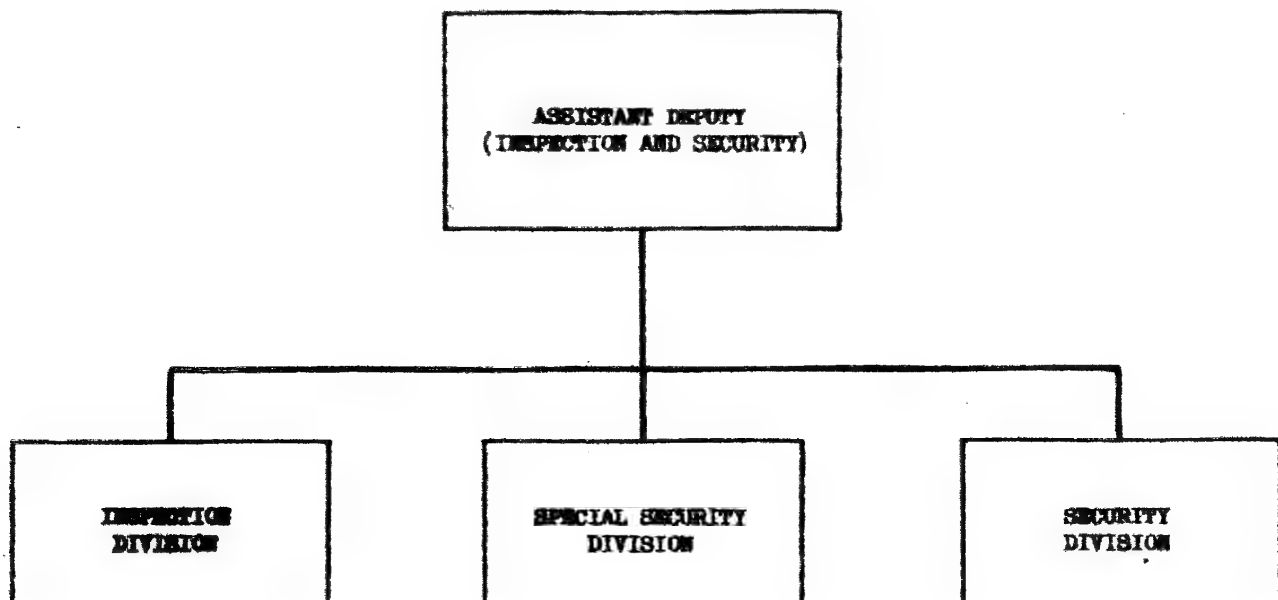 ASSISTANT DEPUTY
(INSPECTION AND SECURITY)
INSPECTION
DIVISION
SPECIAL SECURITY
DIVISION
SECURITY
DIVISION